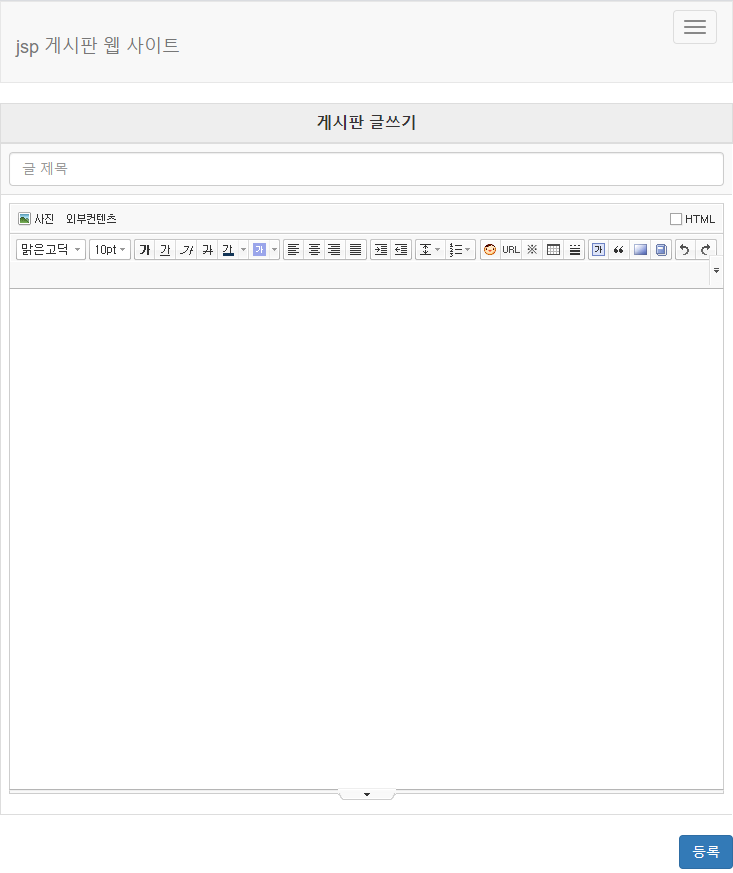 jsp 게시판 웹 사이트
게시판 글쓰기
글 제목
사진 외부컨텐츠 HTML
맑은고딕 10pt 가 가 가 가 가 가 URL ※ 가 “
등록